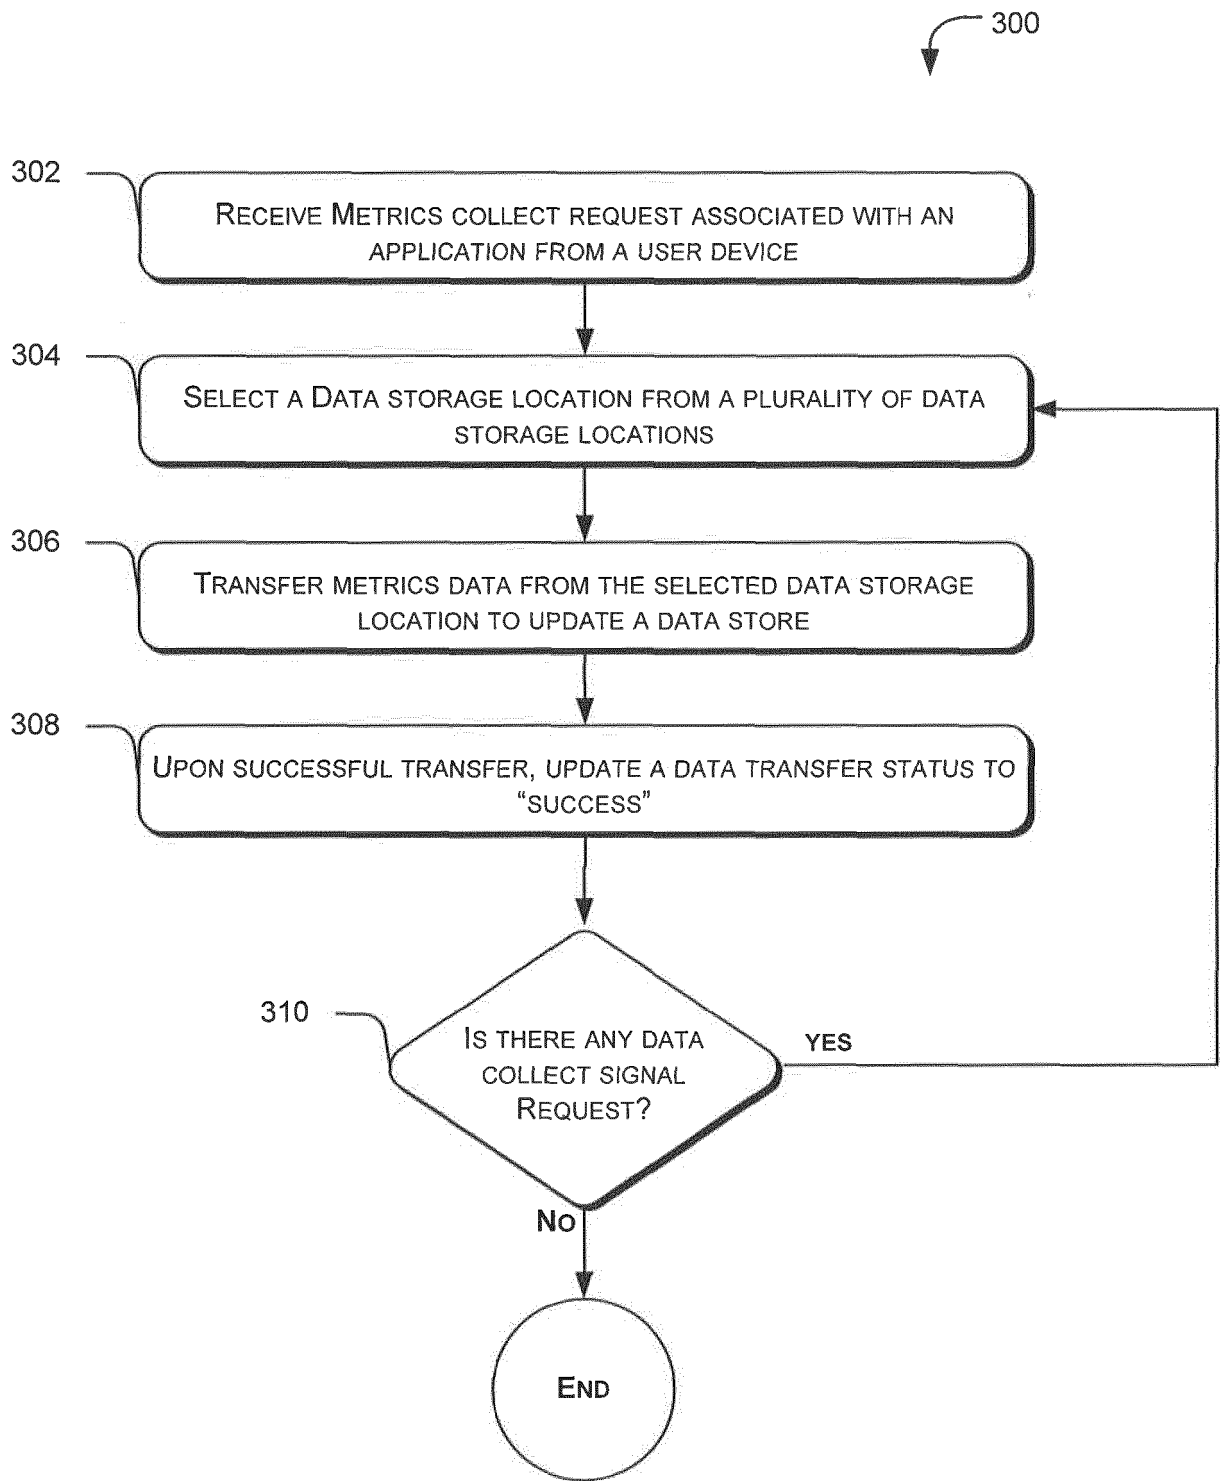 300
302
RECEIVE METRICS COLLECT REQUEST ASSOCIATED WITH AN
APPLICATION FROM A USER DEVICE
304
SELECT A DATA STORAGE LOCATION FROM A PLURALITY OF DATA
STORAGE LOCATIONS
306
TRANSFER METRICS DATA FROM THE SELECTED DATA STORAGE
LOCATION TO UPDATE A DATA STORE
308
UPON SUCCESSFUL TRANSFER, UPDATE A DATA TRANSFER STATUS TO
“SUCCESS”
310
IS THERE ANY DATA
COLLECT SIGNAL
REQUEST?
YES
NO
END